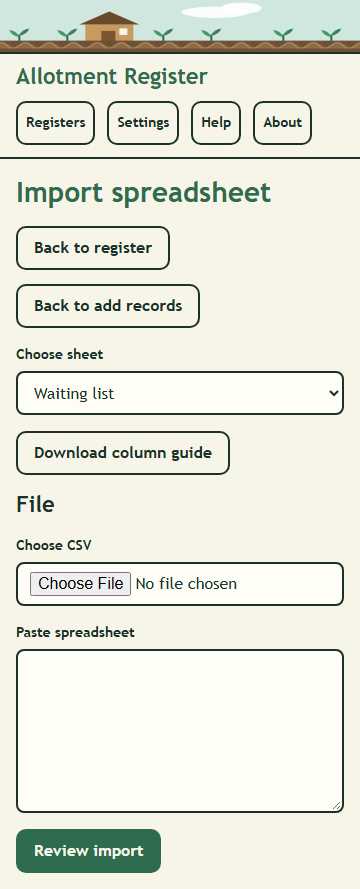 Allotment Register
Registers Settings Help About
Import spreadsheet
Back to register
Back to add records
Choose sheet
Waiting list
Download column guide
File
Choose CSV
Choose File No file chosen
Paste spreadsheet
Review import